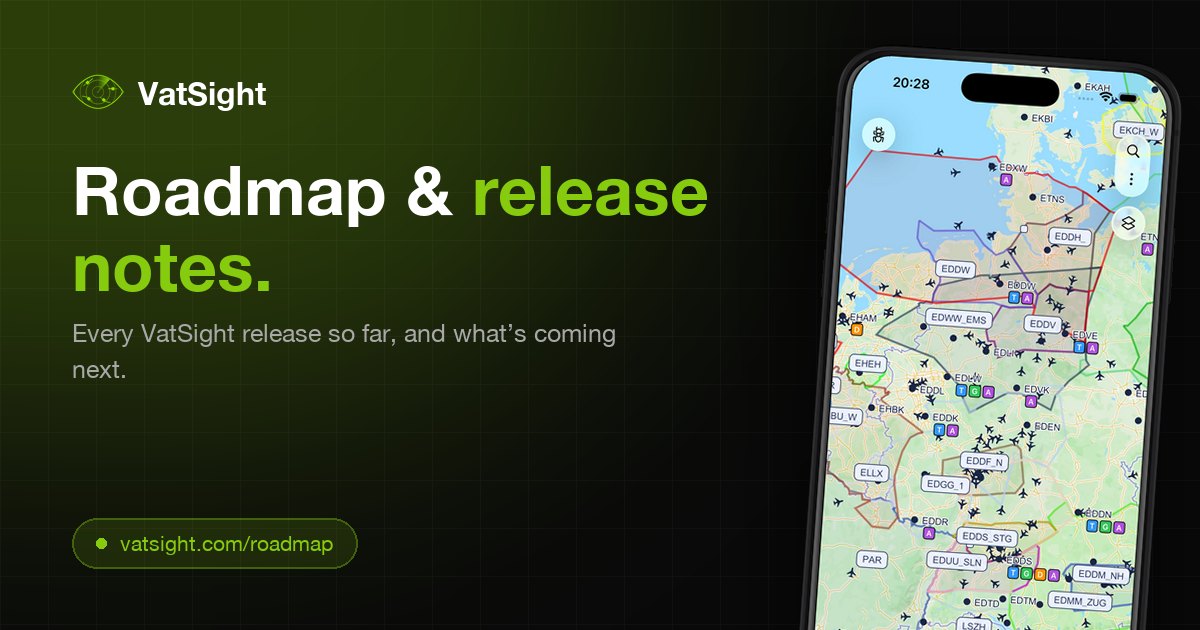 VatSight
Roadmap & release
notes.
Every VatSight release so far, and what's coming
next.
vatsight.com/roadmap
20:28
EKAH
EKBI
EKCH_W
EDXW
A
ETNS
EDDH_
A
EDDW
EDDW
T A
EHAM
D
EDWW_EMS
EDDV
EDVE
T A
EHEH
EDDL
EDLW
T G A
EDVK
A
BU_W
EHBK
EDDK
T A
EDEN
EDDF_N
ELLX
EDGG_1
EDDR
A
EDDN
T G A
EDDS_STG
PAR
EDUU_SLN
EDDS
T G D A
EDDM_NH
EDTD
EDTM
EDMM_ZUG
LSZH